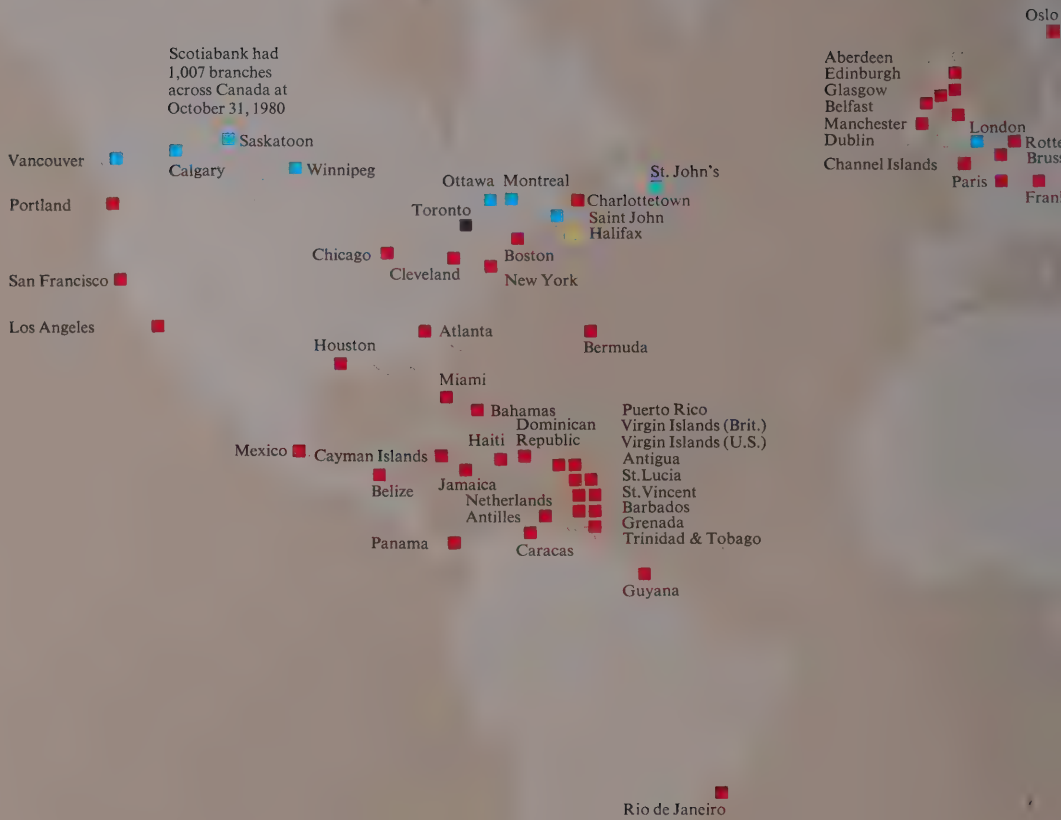 Oslo
Scotiabank had
1,007 branches
across Canada at
October 31, 1980
Aberdeen
Edinburgh
Glasgow
Belfast
Manchester
Dublin
Channel Islands
London
Rotte
Bruss
Paris
Frank
Vancouver
Calgary
Saskatoon
Winnipeg
Ottawa Montreal
St. John's
Portland
Toronto
Charlottetown
Saint John
Halifax
Chicago
Cleveland
Boston
New York
San Francisco
Los Angeles
Atlanta
Bermuda
Houston
Miami
Bahamas
Dominican
Republic
Haiti
Puerto Rico
Virgin Islands (Brit.)
Virgin Islands (U.S.)
Antigua
St.Lucia
St.Vincent
Barbados
Grenada
Trinidad & Tobago
Mexico
Cayman Islands
Belize
Jamaica
Netherlands
Antilles
Panama
Caracas
Guyana
Rio de Janeiro